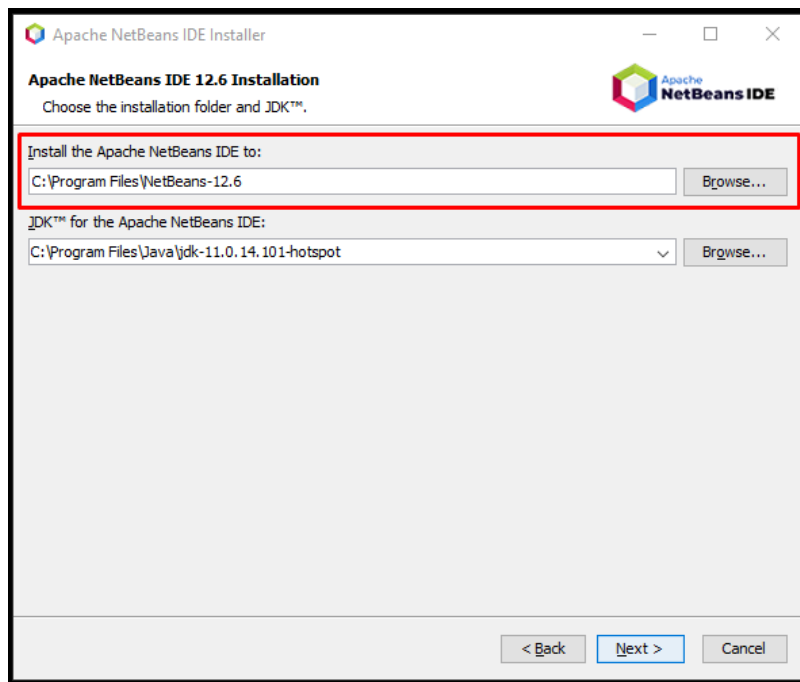 Apache NetBeans IDE Installer
Apache NetBeans IDE 12.6 Installation
Choose the installation folder and JDK™.
Apache
NetBeans IDE
Install the Apache NetBeans IDE to:
C:\Program Files\NetBeans-12.6
Browse...
JDK™ for the Apache NetBeans IDE:
C:\Program Files\Java\jdk-11.0.14.101-hotspot
Browse...
< Back
Next >
Cancel